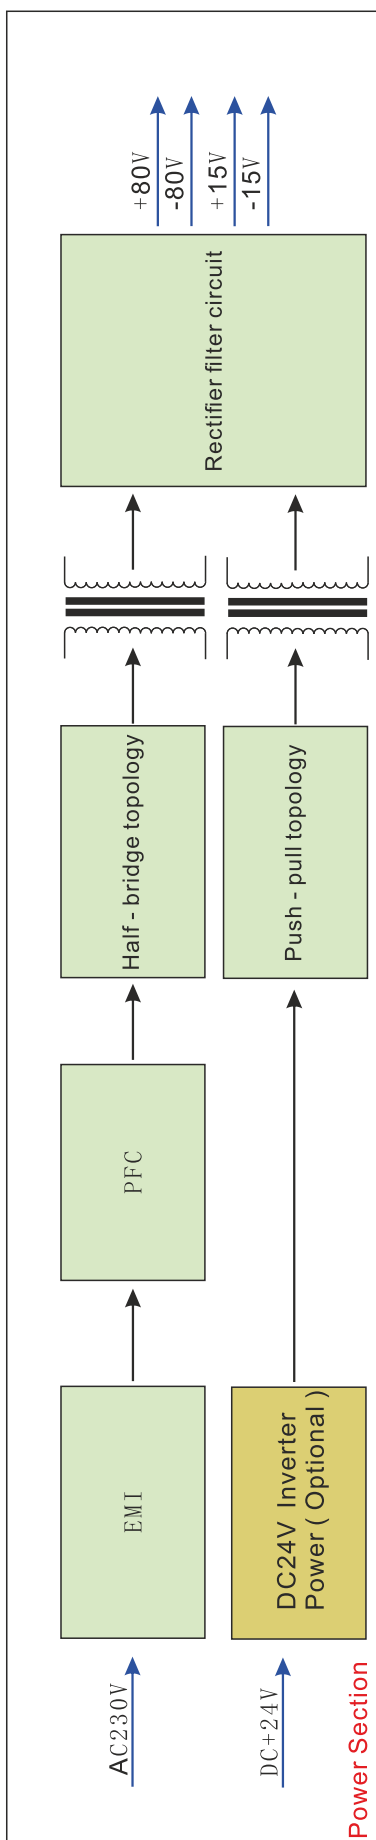 AC230V
EMI
PFC
Half - bridge topology
DC+24V
DC24V Inverter
Power ( Optional )
Push - pull topology
Rectifier filter circuit
+80V
-80V
+15V
-15V
Power Section